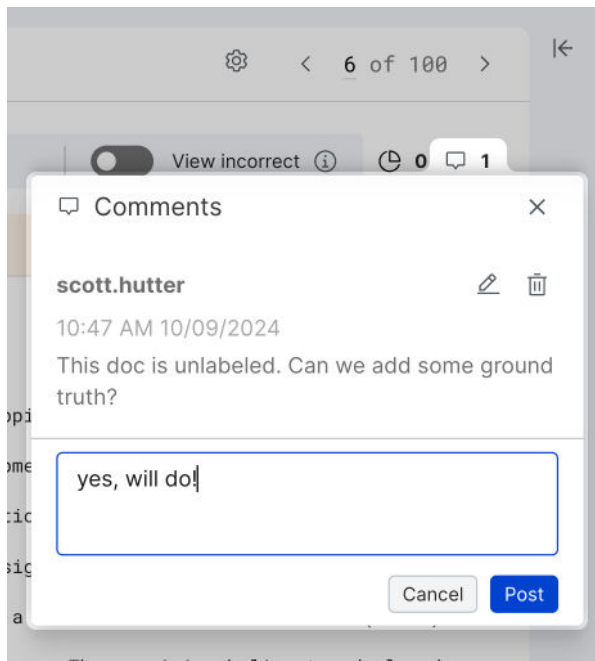 6 of 100
View incorrect
0
1
Comments
scott.hutter
10:47 AM 10/09/2024
This doc is unlabeled. Can we add some ground
truth?
yes, will do!
Cancel
Post
a